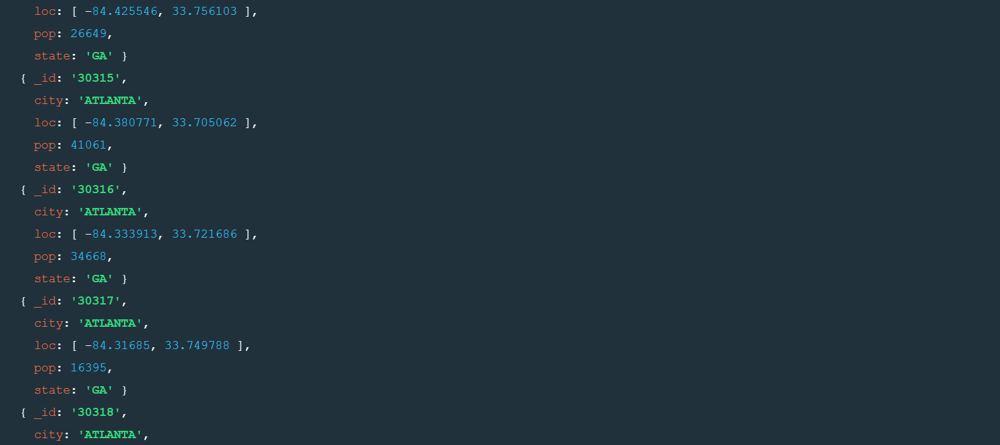 loc: [ -84.425546, 33.756103 ],
pop: 26649,
state: 'GA' }
{ _id: '30315',
city: 'ATLANTA',
loc: [ -84.380771, 33.705062 ],
pop: 41061,
state: 'GA' }
{ _id: '30316',
city: 'ATLANTA',
loc: [ -84.333913, 33.721686 ],
pop: 34668,
state: 'GA' }
{ _id: '30317',
city: 'ATLANTA',
loc: [ -84.31685, 33.749788 ],
pop: 16395,
state: 'GA' }
{ _id: '30318',
city: 'ATLANTA',